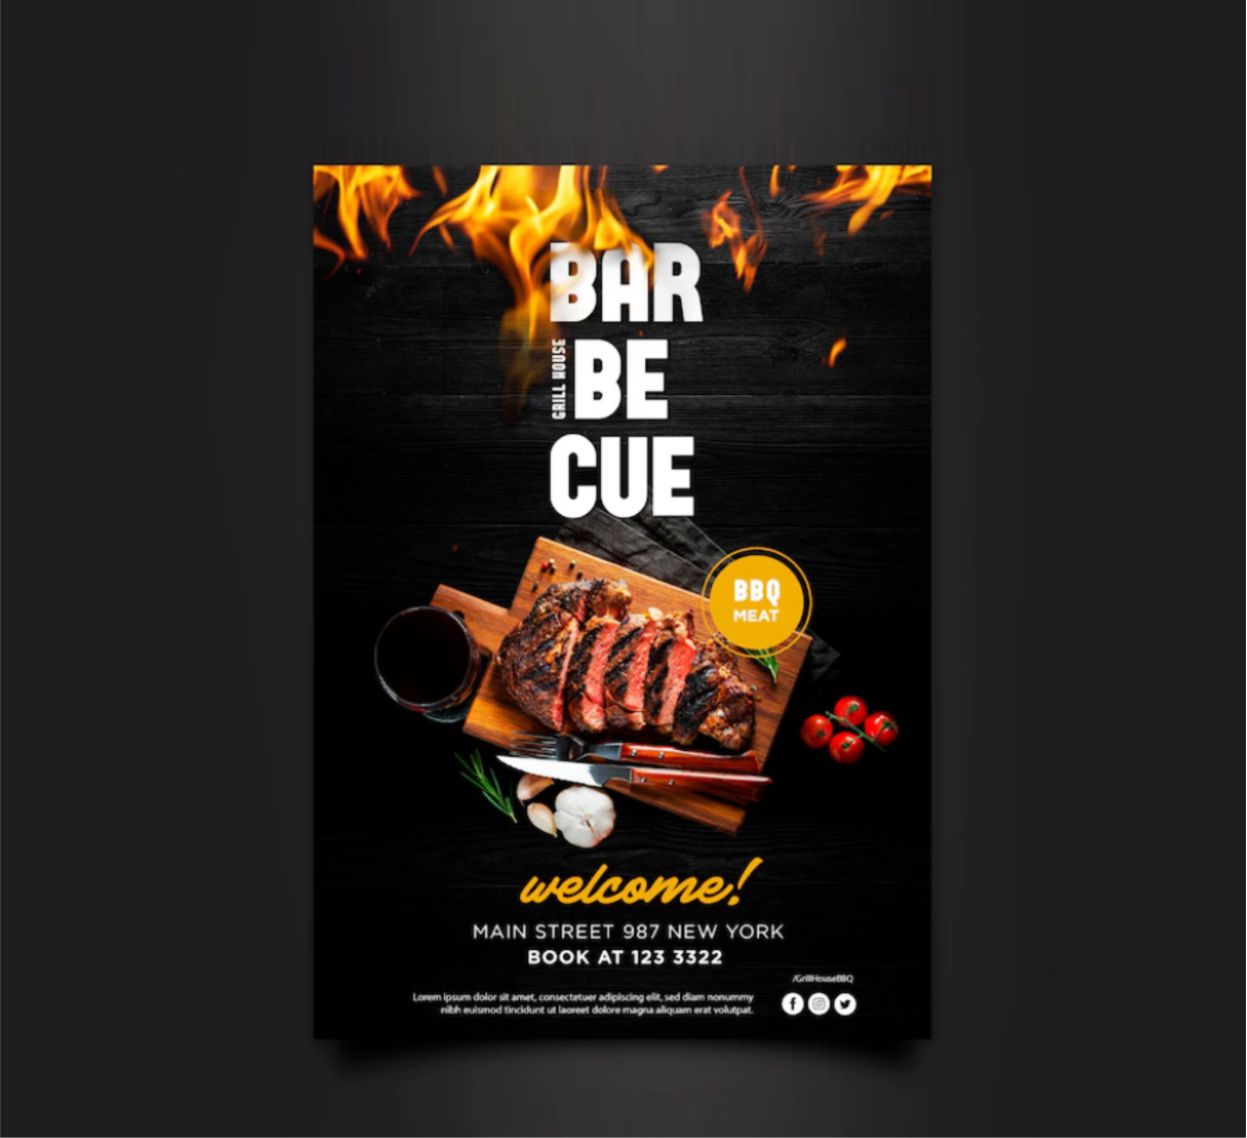 BAR
GRILL HOUSE
BE
CUE
BBQ
MEAT
welcome!
MAIN STREET 987 NEW YORK
BOOK AT 123 3322
/GrillHouseBBQ
Lorem ipsum dolor sit amet, consectetuer adipiscing elit, sed diam nonummy
nibh euismod tincidunt ut laoreet dolore magna aliquam erat volutpat.